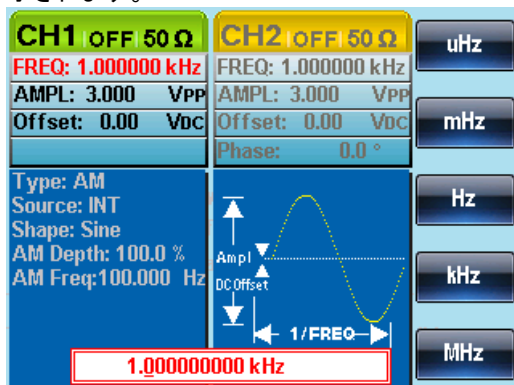 CH1 OFF 50 Ω
FREQ: 1.000000 kHz
AMPL: 3.000 VPP
Offset: 0.00 VDC
CH2 OFF 50 Ω
FREQ: 1.000000 kHz
AMPL: 3.000 VPP
Offset: 0.00 VDC
Phase: 0.0 °
Type: AM
Source: INT
Shape: Sine
AM Depth: 100.0 %
AM Freq:100.000 Hz
Ampl
DC Offset
1/FREQ
1.000000000 kHz
uHz
mHz
Hz
kHz
MHz